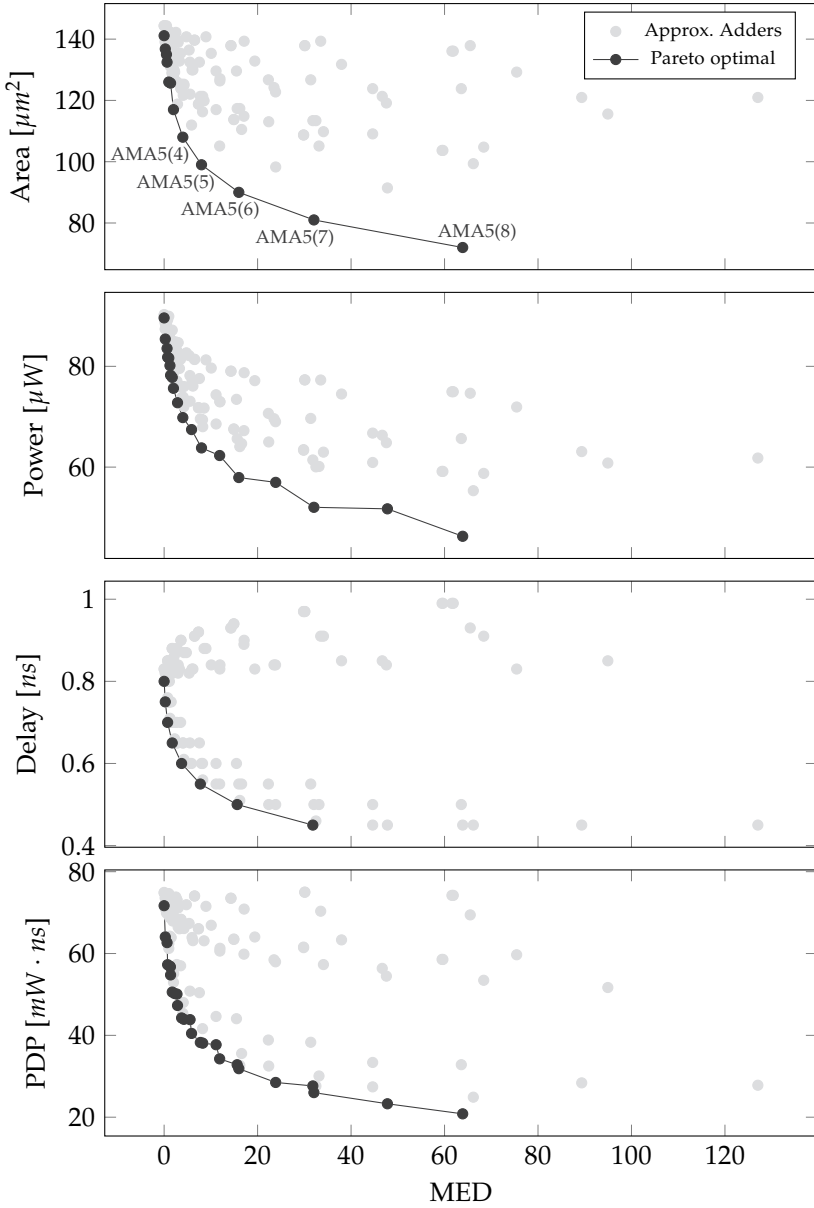 Approx. Adders
Pareto optimal
Area [μm²]
140
120
100
80
AMA5(4)
AMA5(5)
AMA5(6)
AMA5(7)
AMA5(8)
Power [μW]
80
60
Delay [ns]
1
0.8
0.6
0.4
PDP [mW · ns]
80
60
40
20
0
20
40
60
80
100
120
MED